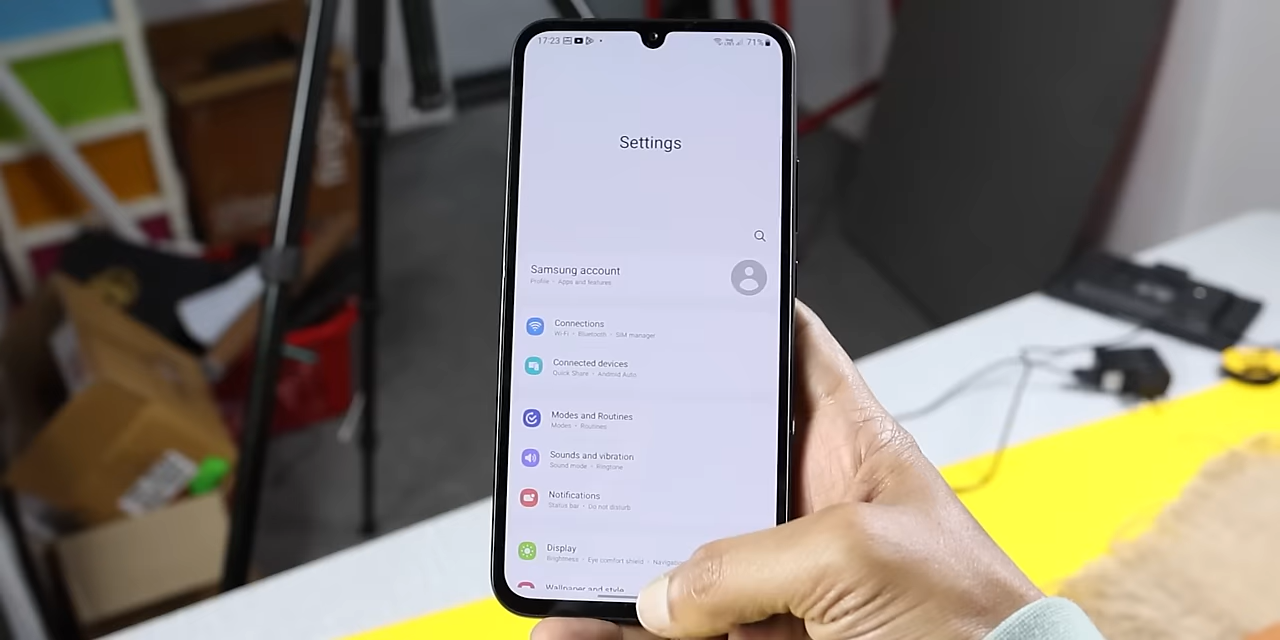 17:23
71%
Settings
Samsung account
Profile • Apps and features
Connections
Wi-Fi • Bluetooth • SIM manager
Connected devices
Quick Share • Android Auto
Modes and Routines
Modes • Routines
Sounds and vibration
Sound mode • Ringtone
Notifications
Status bar • Do not disturb
Display
Brightness • Eye comfort shield • Navigation
Wallpaper and style